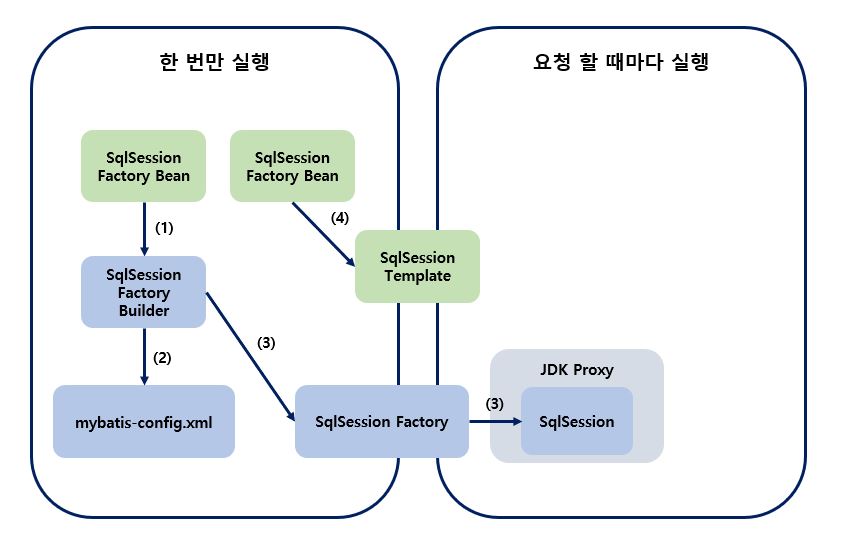 한 번만 실행
요청 할 때마다 실행
SqlSession
Factory Bean
SqlSession
Factory Bean
(1)
(4)
SqlSession
Template
SqlSession
Factory
Builder
(2)
(3)
mybatis-config.xml
SqlSession Factory
(3)
JDK Proxy
SqlSession